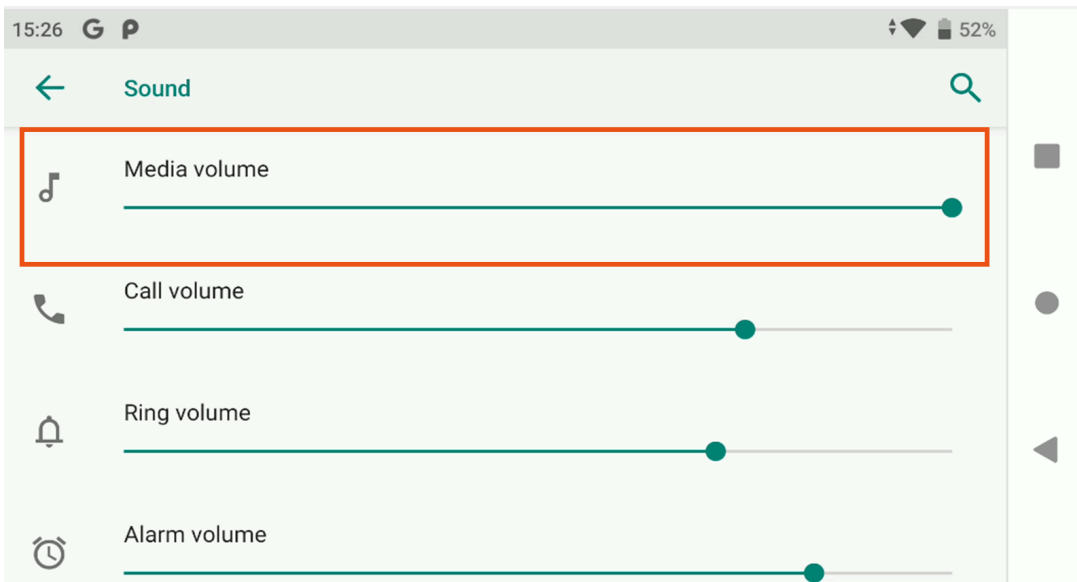 15:26 G P 52%
Sound
Media volume
Call volume
Ring volume
Alarm volume